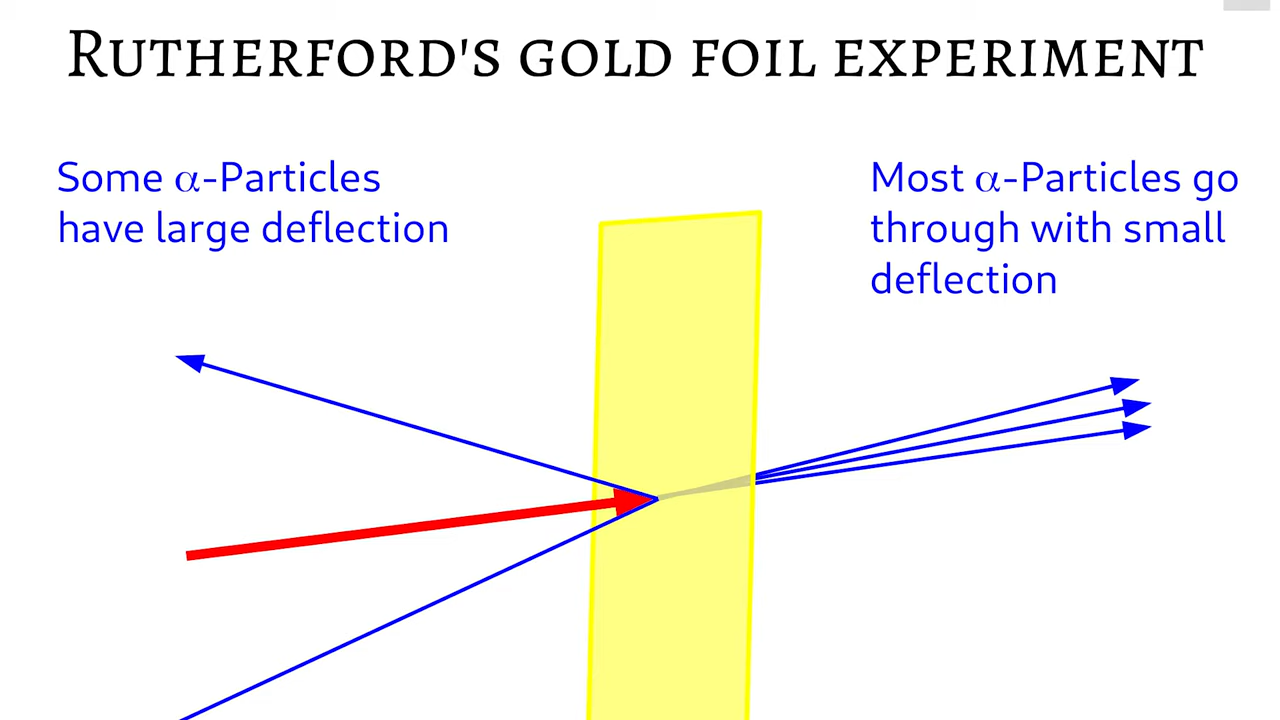 Rutherford's gold foil experiment
Some α-Particles
have large deflection
Most α-Particles go
through with small
deflection